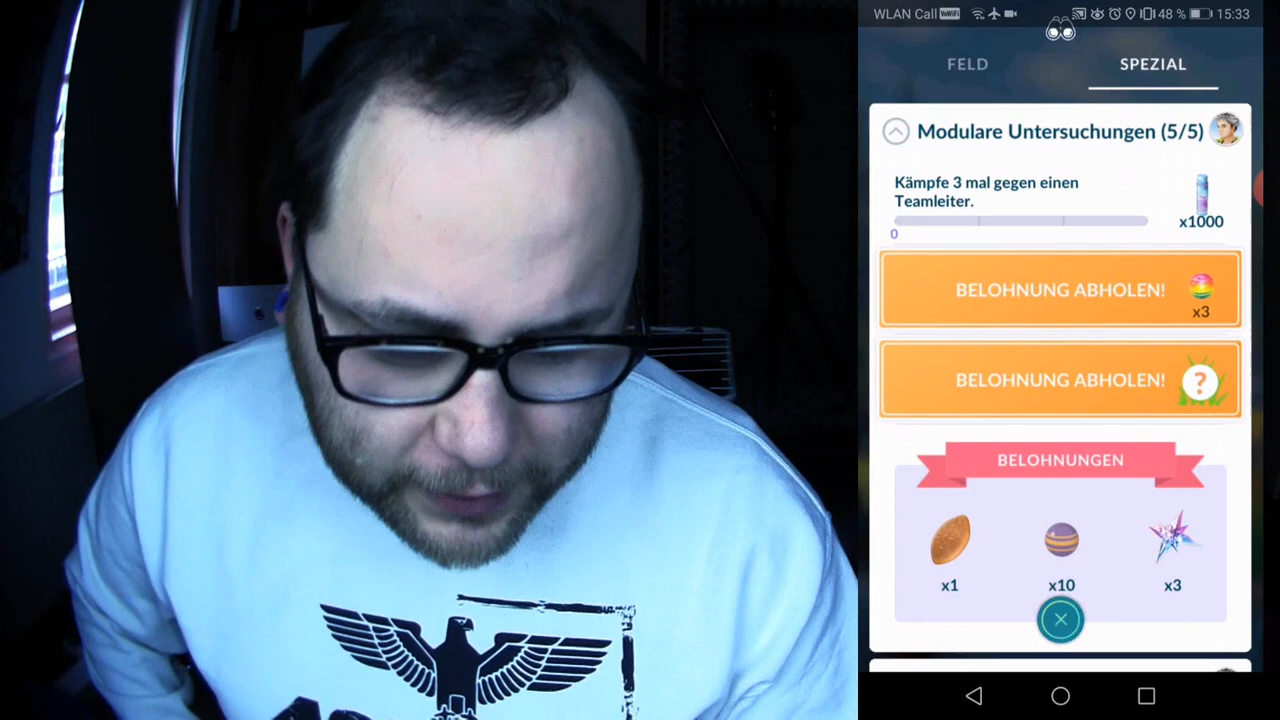 WLAN Call VoWiFi 48 % 15:33
FELD SPEZIAL
Modulare Untersuchungen (5/5)
Kämpfe 3 mal gegen einen
Teamleiter.
x1000
0
BELOHNUNG ABHOLEN!
x3
BELOHNUNG ABHOLEN!
?
BELOHNUNGEN
x1 x10 x3